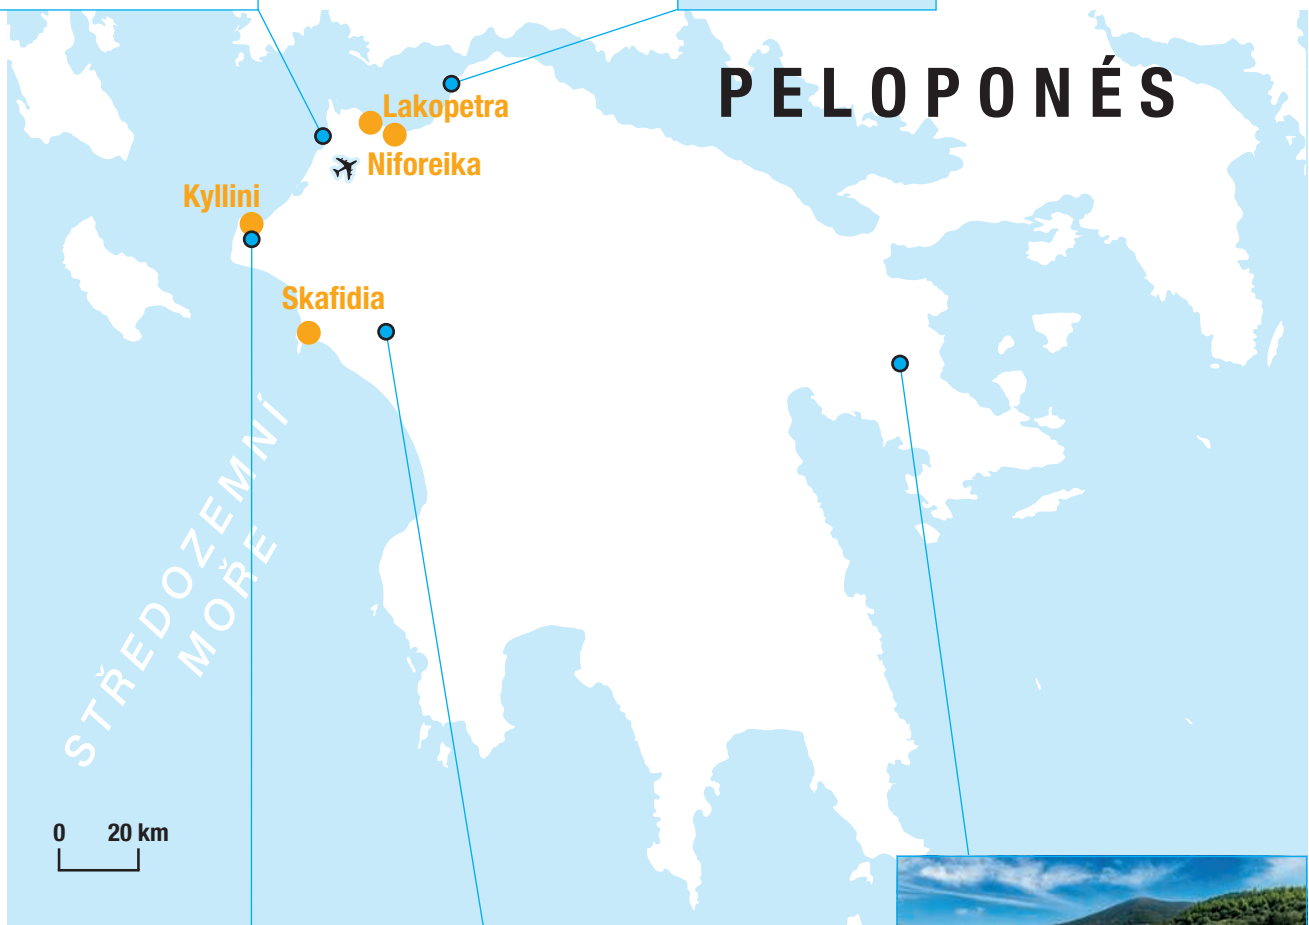 PELOPONÉS
Lakopetra
Niforeika
Kyllini
Skafidia
STŘEDOZEMNÍ
MOŘE
0 20 km